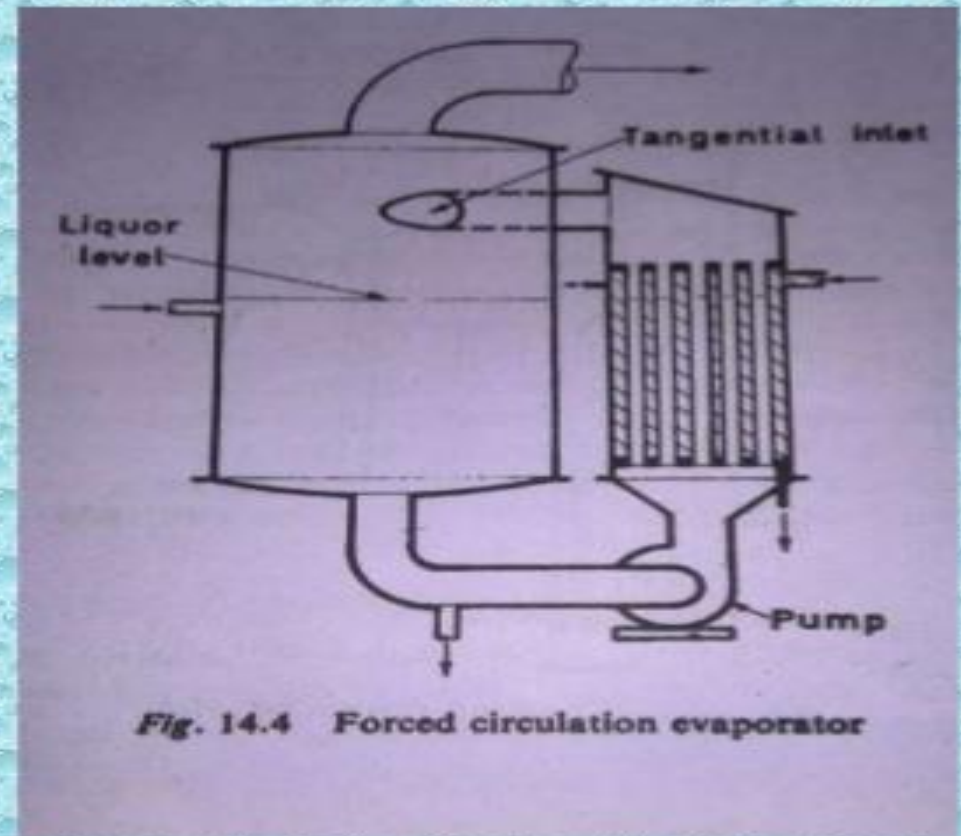 Tangential inlet
Liquor
level
Pump
Fig. 14.4 Forced circulation evaporator